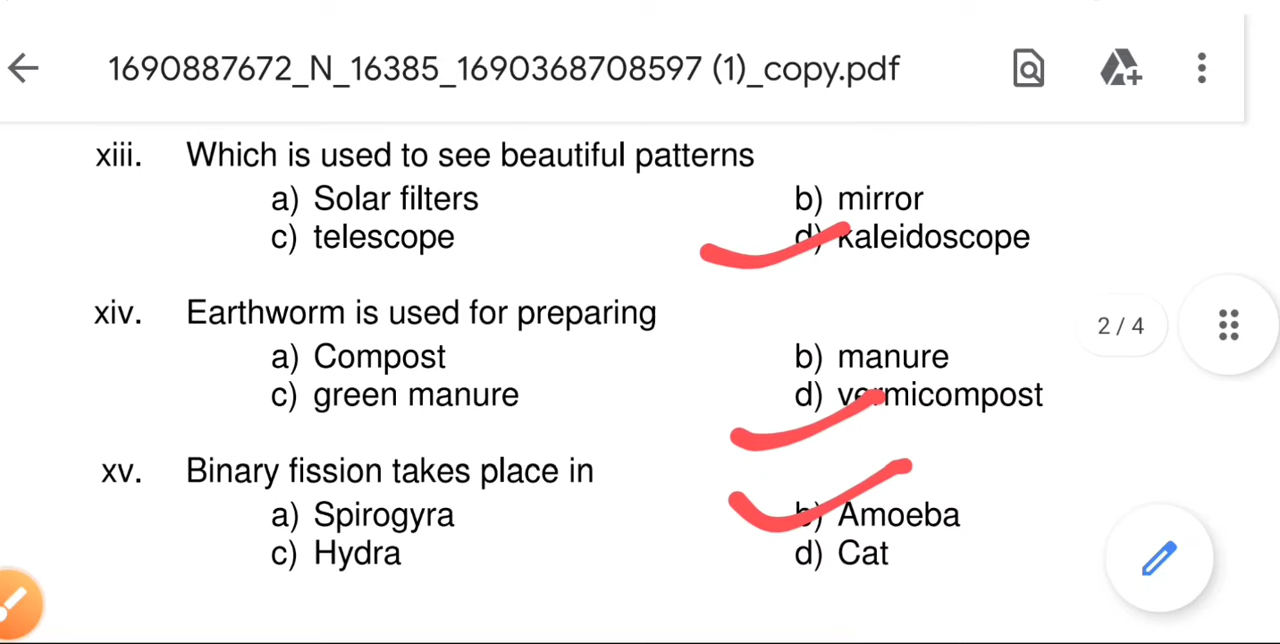 1690887672_N_16385_1690368708597 (1)_copy.pdf
xiii. Which is used to see beautiful patterns
a) Solar filters b) mirror
c) telescope d) kaleidoscope
xiv. Earthworm is used for preparing
2 / 4
a) Compost b) manure
c) green manure d) vermicompost
xv. Binary fission takes place in
a) Spirogyra b) Amoeba
c) Hydra d) Cat